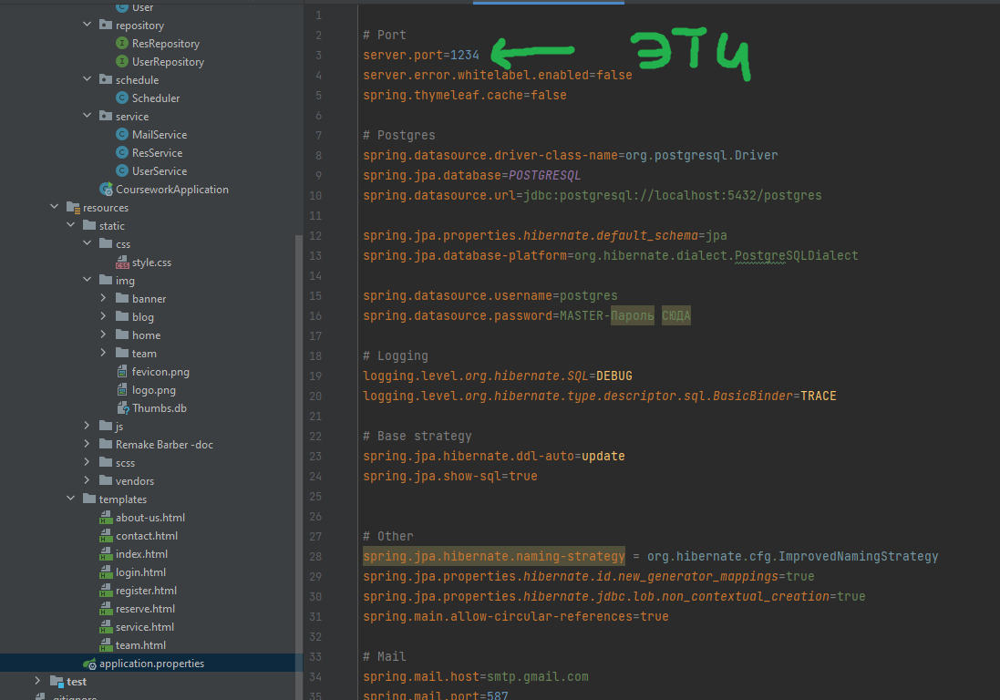 User
repository
ResRepository
UserRepository
schedule
Scheduler
service
MailService
ResService
UserService
CourseworkApplication
resources
static
css
style.css
img
banner
blog
home
team
fevicon.png
logo.png
Thumbs.db
js
Remake Barber -doc
scss
vendors
templates
about-us.html
contact.html
index.html
login.html
register.html
reserve.html
service.html
team.html
application.properties
test
.gitignore
1
2 # Port
3 server.port=1234
ЭТИ
4 server.error.whitelabel.enabled=false
5 spring.thymeleaf.cache=false
6
7 # Postgres
8 spring.datasource.driver-class-name=org.postgresql.Driver
9 spring.jpa.database=POSTGRESQL
10 spring.datasource.url=jdbc:postgresql://localhost:5432/postgres
11
12 spring.jpa.properties.hibernate.default_schema=jpa
13 spring.jpa.database-platform=org.hibernate.dialect.PostgreSQLDialect
14
15 spring.datasource.username=postgres
16 spring.datasource.password=MASTER-Пароль СЮДА
17
18 # Logging
19 logging.level.org.hibernate.SQL=DEBUG
20 logging.level.org.hibernate.type.descriptor.sql.BasicBinder=TRACE
21
22 # Base strategy
23 spring.jpa.hibernate.ddl-auto=update
24 spring.jpa.show-sql=true
25
26
27 # Other
28 spring.jpa.hibernate.naming-strategy = org.hibernate.cfg.ImprovedNamingStrategy
29 spring.jpa.properties.hibernate.id.new_generator_mappings=true
30 spring.jpa.properties.hibernate.jdbc.lob.non_contextual_creation=true
31 spring.main.allow-circular-references=true
32
33 # Mail
34 spring.mail.host=smtp.gmail.com
35 spring.mail.port=587